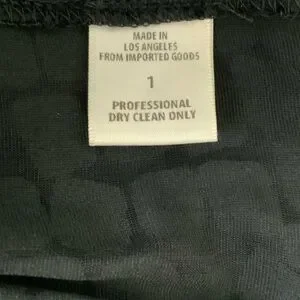 MADE IN
LOS ANGELES
FROM IMPORTED GOODS
1
PROFESSIONAL
DRY CLEAN ONLY